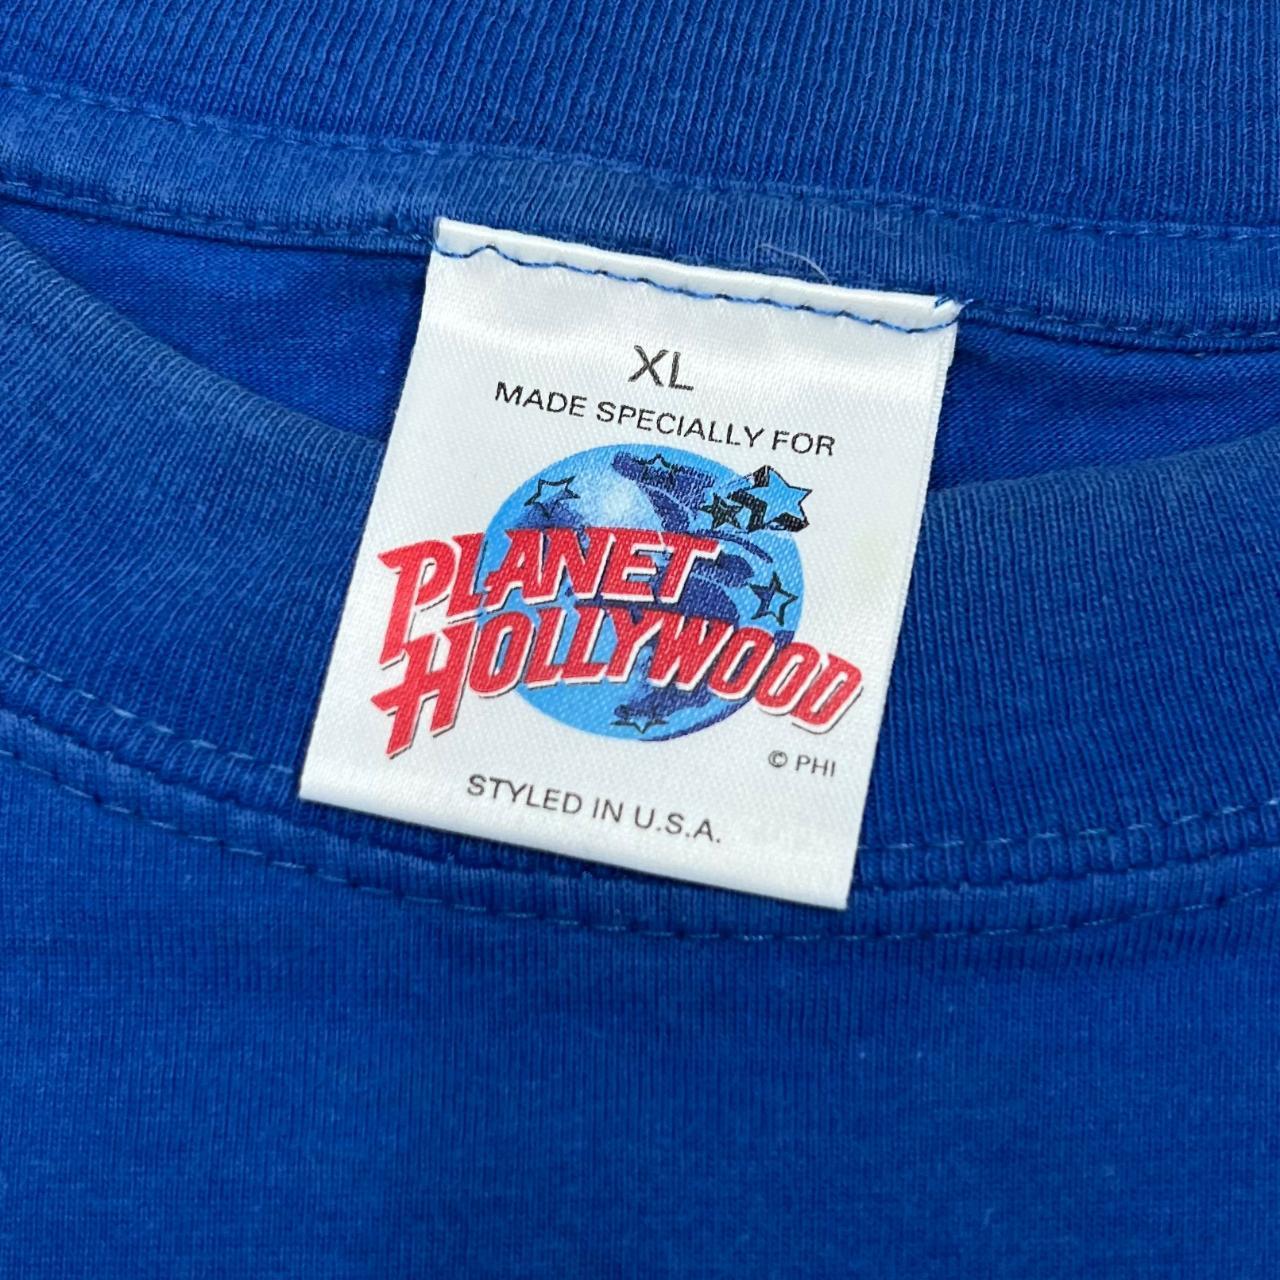 XL
MADE SPECIALLY FOR
PLANET
HOLLYWOOD
© PHI
STYLED IN U.S.A.